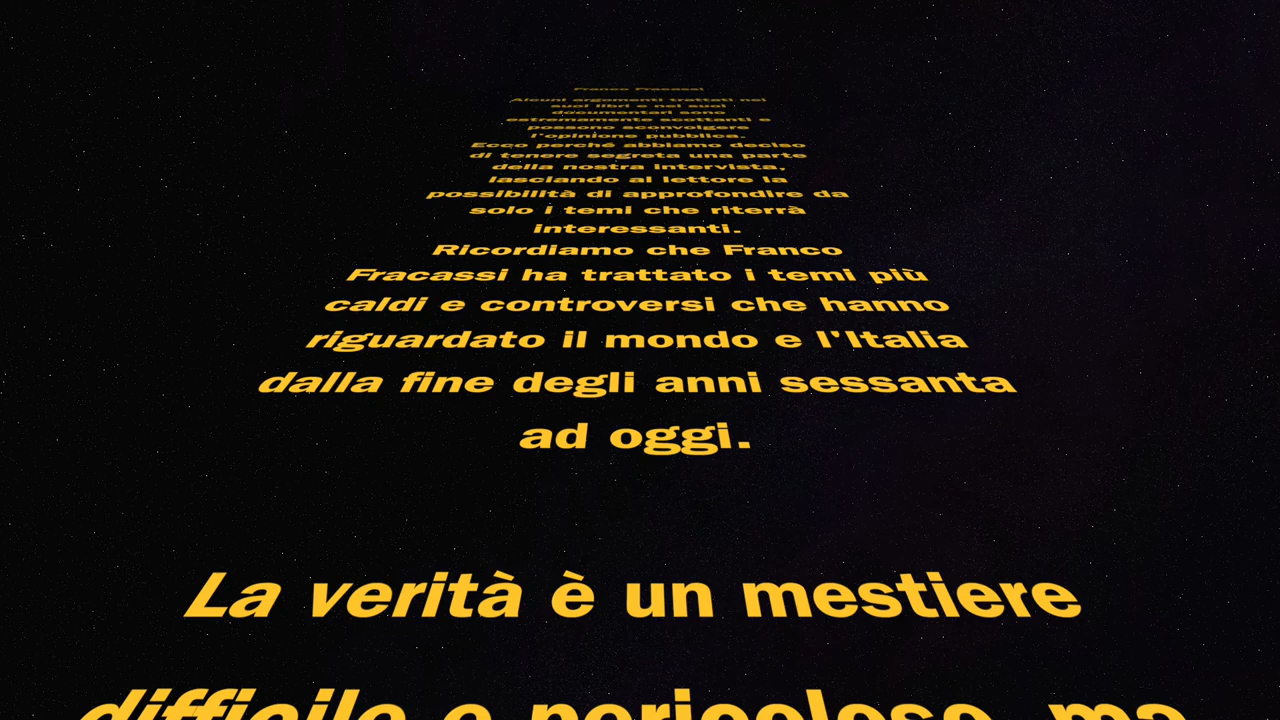 Franco Fracassi
Alcuni argomenti trattati nei
suoi libri e nei suoi
documentari sono
estremamente scottanti e
possono sconvolgere
l'opinione pubblica.
Ecco perché abbiamo deciso
di tenere segreta una parte
della nostra intervista,
lasciando al lettore la
possibilità di approfondire da
solo i temi che riterrà
interessanti.
Ricordiamo che Franco
Fracassi ha trattato i temi più
caldi e controversi che hanno
riguardato il mondo e l'Italia
dalla fine degli anni sessanta
ad oggi.
La verità è un mestiere
difficile e pericoloso, ma